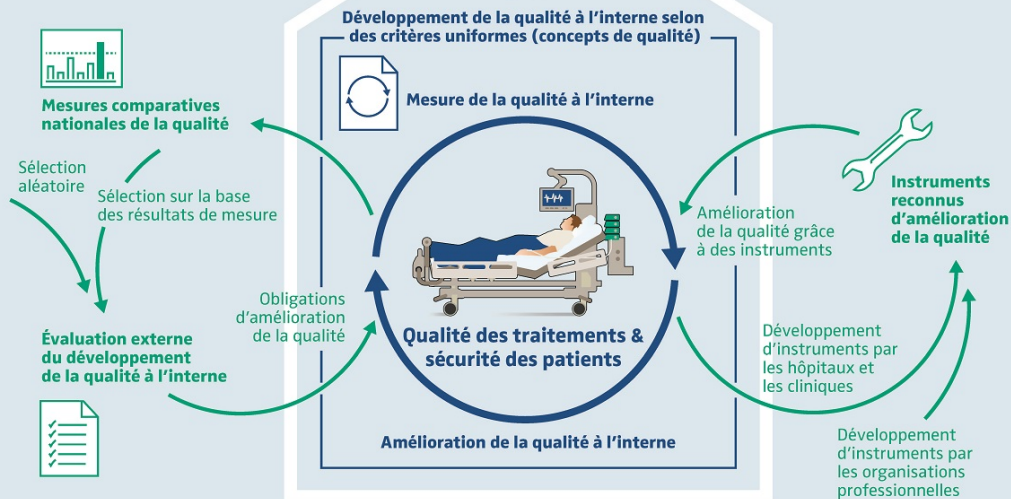 Développement de la qualité à l’interne selon
des critères uniformes (concepts de qualité)
Mesure de la qualité à l’interne
Mesures comparatives
nationales de la qualité
Sélection
aléatoire
Sélection sur la base
des résultats de mesure
Évaluation externe
du développement
de la qualité à l’interne
Obligations
d’amélioration
de la qualité
Qualité des traitements &
sécurité des patients
Amélioration de la qualité à l’interne
Amélioration
de la qualité grâce
à des instruments
Instruments
reconnus
d’amélioration
de la qualité
Développement
d’instruments par
les hôpitaux et
les cliniques
Développement
d’instruments par
les organisations
professionnelles